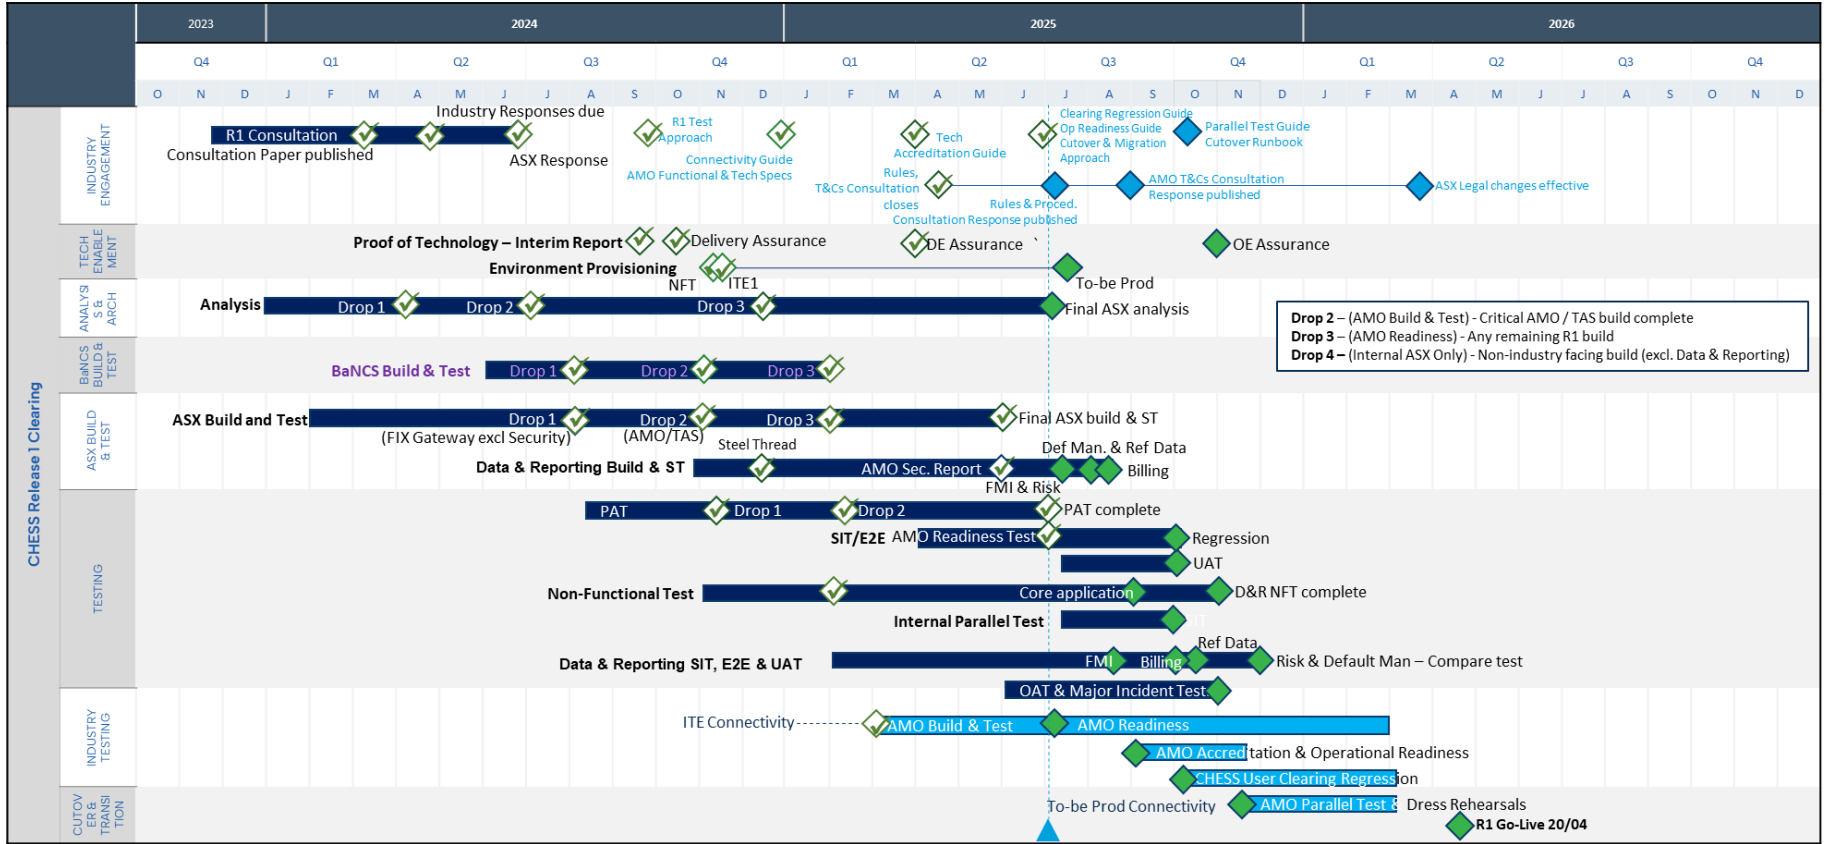 2023
2024
2025
2026
Q4
Q1
Q2
Q3
Q4
Q1
Q2
Q3
Q4
Q1
Q2
Q3
Q4
O N D J F M A M J J A S O N D J F M A M J J A S O N D J F M A M J J A S O N D
CHESS Release 1 Clearing
INDUSTRY
ENGAGEMENT
Industry Responses due
R1 Consultation
Consultation Paper published
ASX Response
R1 Test
Approach
Connectivity Guide
AMO Functional & Tech Specs
Tech
Accreditation Guide
Clearing Regression Guide
Op Readiness Guide
Cutover & Migration
Approach
Parallel Test Guide
Cutover Runbook
Rules,
T&Cs Consultation
closes
Rules & Proced.
Consultation Response published
AMO T&Cs Consultation
Response published
ASX Legal changes effective
TECH
ENABLE
MENT
Proof of Technology – Interim Report
Delivery Assurance
DE Assurance `
OE Assurance
Environment Provisioning
NFT
ITE1
To-be Prod
ANALYSI
S &
ARCH
Analysis
Drop 1
Drop 2
Drop 3
Final ASX analysis
Drop 2 – (AMO Build & Test) - Critical AMO / TAS build complete
Drop 3 – (AMO Readiness) - Any remaining R1 build
Drop 4 – (Internal ASX Only) - Non-industry facing build (excl. Data & Reporting)
BaNCS
BUILD &
TEST
BaNCS Build & Test
Drop 1
Drop 2
Drop 3
ASX BUILD
& TEST
ASX Build and Test
Drop 1
(FIX Gateway excl Security)
Drop 2
(AMO/TAS)
Drop 3
Final ASX build & ST
Steel Thread
Data & Reporting Build & ST
AMO Sec. Report
FMI & Risk
Def Man. & Ref Data
Billing
TESTING
PAT
Drop 1
Drop 2
PAT complete
SIT/E2E
AMO Readiness Test
Regression
UAT
Non-Functional Test
Core application
D&R NFT complete
Internal Parallel Test
SIT
Ref Data
Data & Reporting SIT, E2E & UAT
FMI
Billing
Risk & Default Man – Compare test
OAT & Major Incident Test
INDUSTRY
TESTING
ITE Connectivity
AMO Build & Test
AMO Readiness
AMO Accreditation & Operational Readiness
CHESS User Clearing Regression
CUTOV
ER &
TRANSI
TION
To-be Prod Connectivity
AMO Parallel Test & Dress Rehearsals
R1 Go-Live 20/04